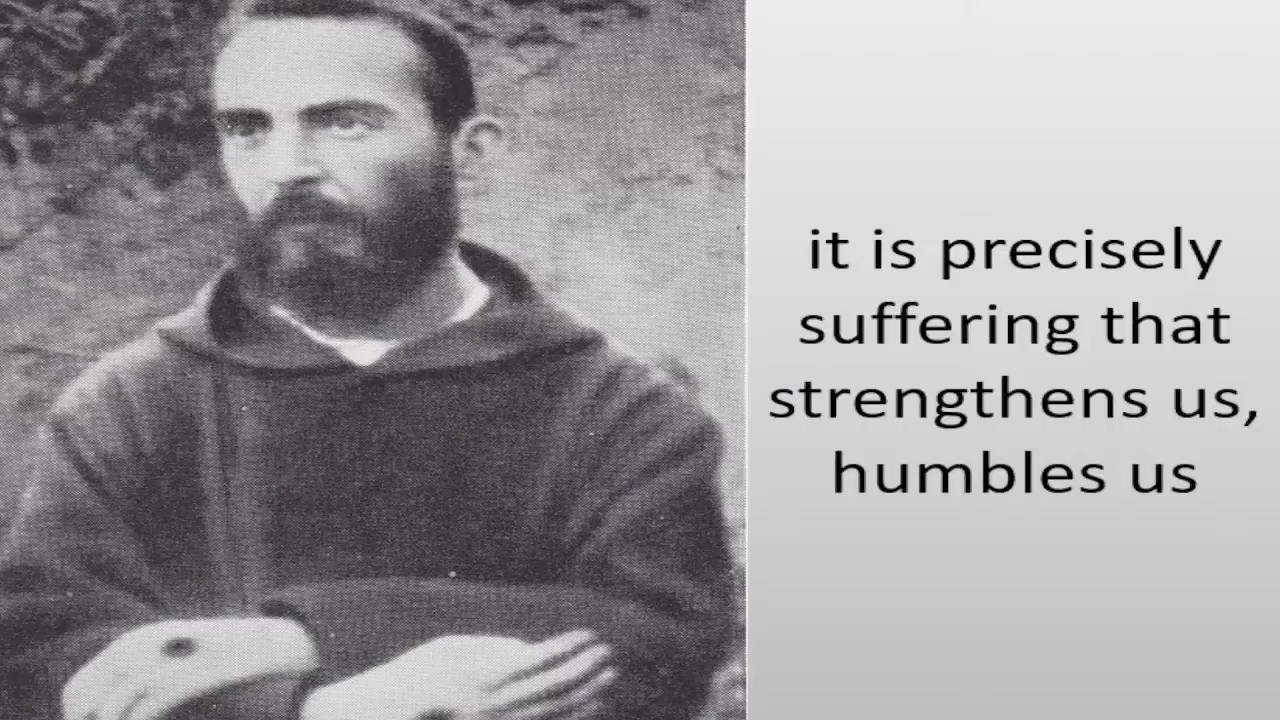 it is precisely
suffering that
strengthens us,
humbles us